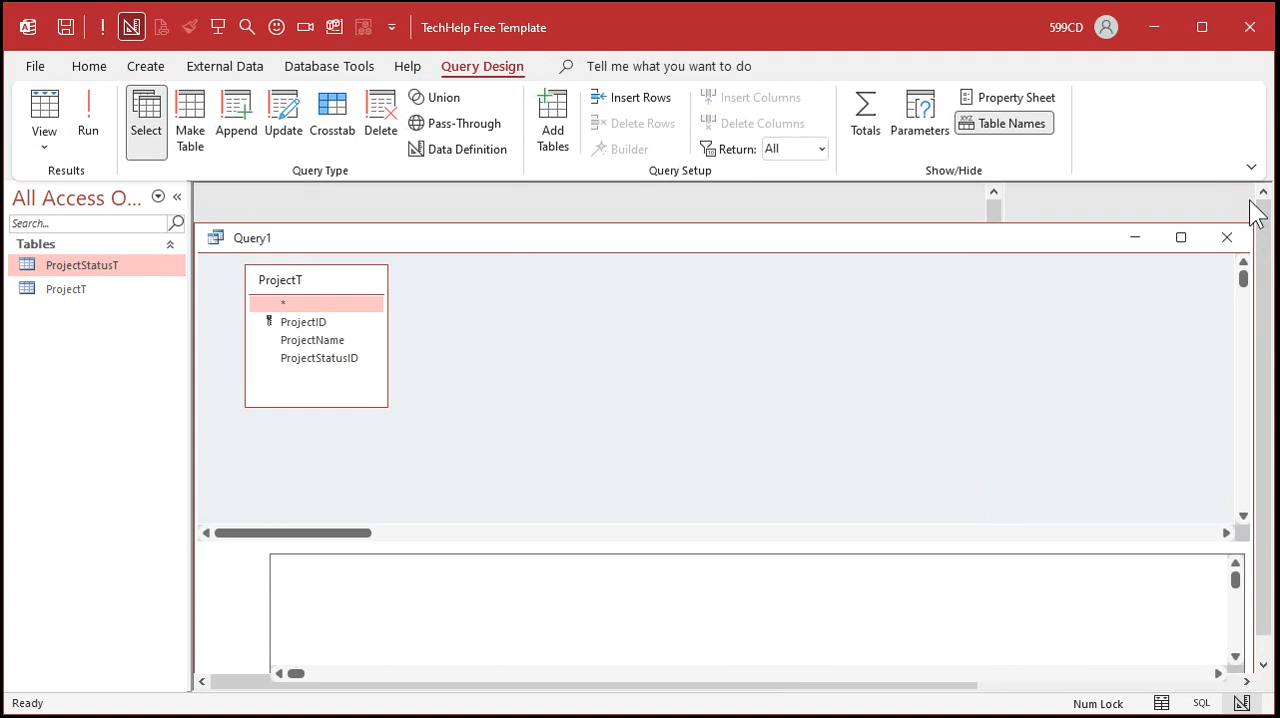 TechHelp Free Template
599CD
File Home Create External Data Database Tools Help Query Design Tell me what you want to do
View
Run
Results
Select
Make Table
Append
Update
Crosstab
Delete
Union
Pass-Through
Data Definition
Query Type
Add Tables
Insert Rows
Delete Rows
Builder
Insert Columns
Delete Columns
Return: All
Query Setup
Totals
Parameters
Property Sheet
Table Names
Show/Hide
All Access O...
Search...
Tables
ProjectStatusT
ProjectT
Query1
ProjectT
*
ProjectID
ProjectName
ProjectStatusID
Ready
Num Lock
SQL